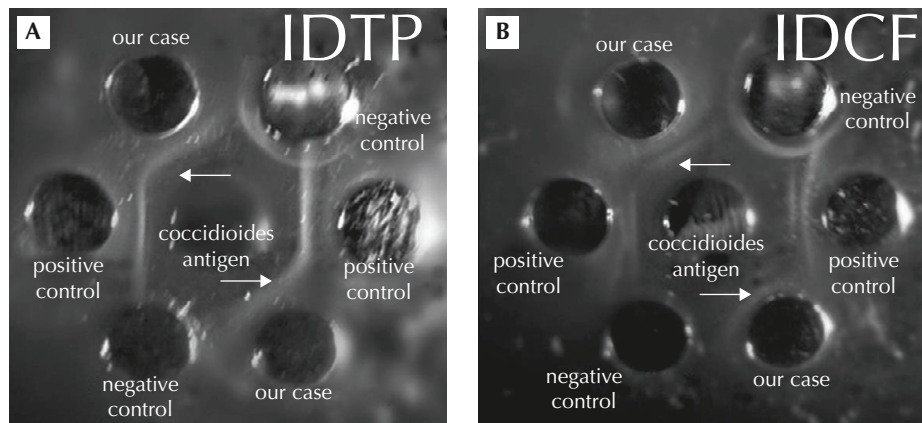 A
IDTP
our case
negative
control
positive
control
coccidioides
antigen
positive
control
negative
control
our case
B
IDCF
our case
negative
control
positive
control
coccidioides
antigen
positive
control
negative
control
our case